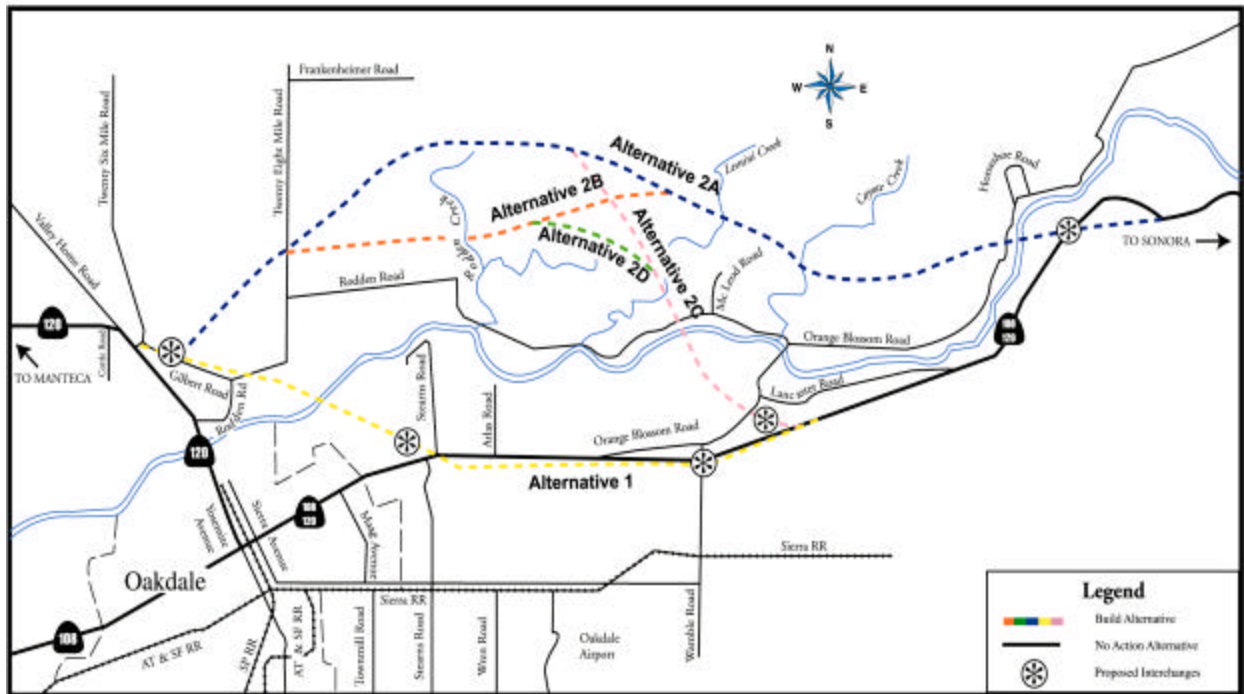 N
W
E
S
Frankenheimer Road
Twenty Six Mile Road
Twenty Eight Mile Road
Alternative 2A
Lesnini Creek
Coyote Creek
Horseshoe Road
Alternative 2B
Rodden Creek
Valley Home Road
Alternative 2D
Alternative 2C
Mc Leod Road
TO SONORA
Rodden Road
120
TO MANTECA
Gilbert Road
Rodden Rd
Stearns Road
Atlas Road
Orange Blossom Road
Orange Blossom Road
Lancaster Road
108
120
120
Alternative 1
108
120
Yosemite Avenue
Sierra Avenue
Maag Avenue
Oakdale
Sierra RR
Sierra RR
108
AT & SF RR
SP RR
AT & SF RR
Townhill Road
Stearns Road
Wren Road
Oakdale
Airport
Wamble Road
Legend
Build Alternative
No Action Alternative
Proposed Interchanges